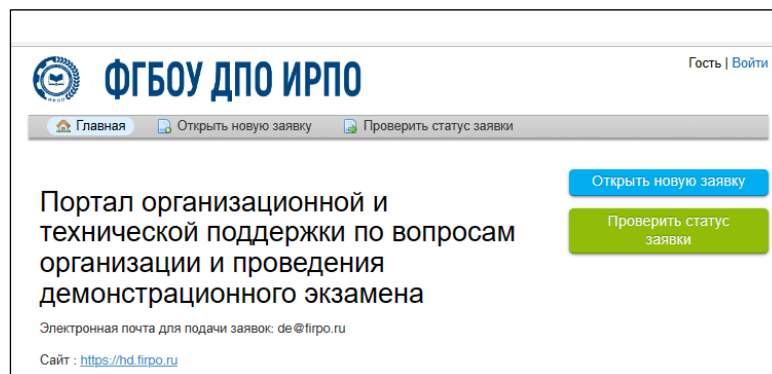 ФГБОУ ДПО ИРПО
Гость | Войти
Главная Открыть новую заявку Проверить статус заявки
Открыть новую заявку
Проверить статус
заявки
Портал организационной и
технической поддержки по вопросам
организации и проведения
демонстрационного экзамена
Электронная почта для подачи заявок: de@firpo.ru
Сайт : https://hd.firpo.ru